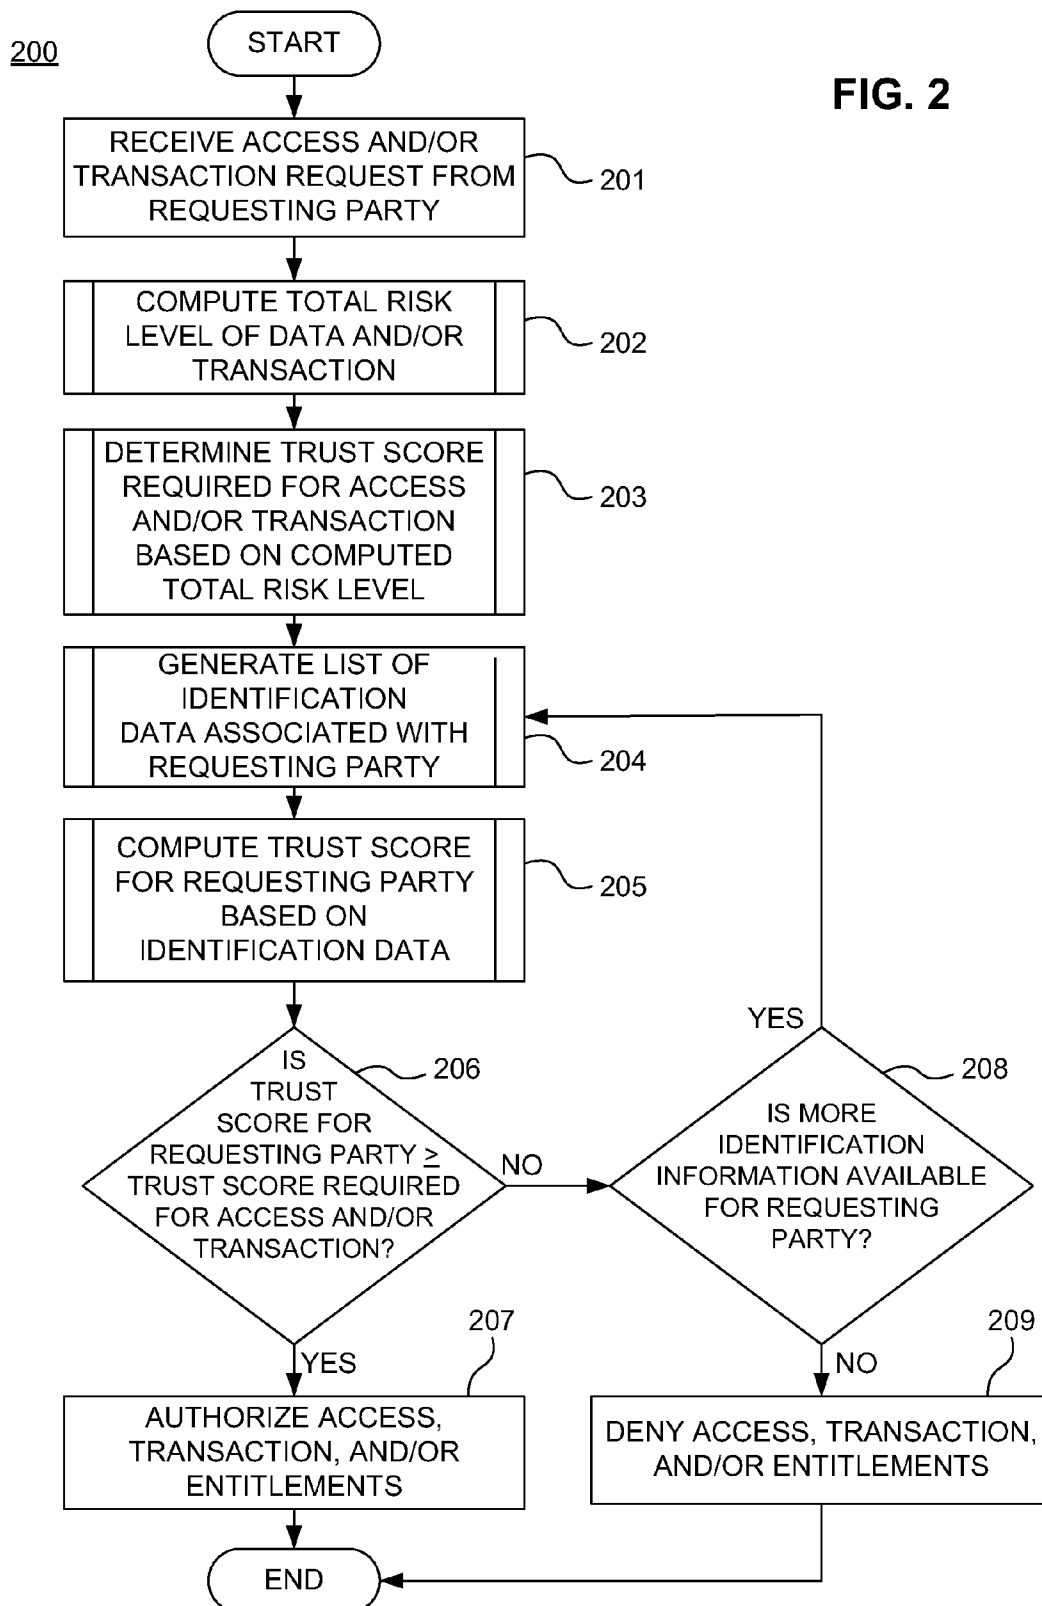 200
START
FIG. 2
RECEIVE ACCESS AND/OR
TRANSACTION REQUEST FROM
REQUESTING PARTY
201
COMPUTE TOTAL RISK
LEVEL OF DATA AND/OR
TRANSACTION
202
DETERMINE TRUST SCORE
REQUIRED FOR ACCESS
AND/OR TRANSACTION
BASED ON COMPUTED
TOTAL RISK LEVEL
203
GENERATE LIST OF
IDENTIFICATION
DATA ASSOCIATED WITH
REQUESTING PARTY
204
COMPUTE TRUST SCORE
FOR REQUESTING PARTY
BASED ON
IDENTIFICATION DATA
205
IS
TRUST
SCORE FOR
REQUESTING PARTY ≥
TRUST SCORE REQUIRED
FOR ACCESS AND/OR
TRANSACTION?
206
NO
YES
IS MORE
IDENTIFICATION
INFORMATION AVAILABLE
FOR REQUESTING
PARTY?
208
YES
NO
AUTHORIZE ACCESS,
TRANSACTION, AND/OR
ENTITLEMENTS
207
DENY ACCESS, TRANSACTION,
AND/OR ENTITLEMENTS
209
END